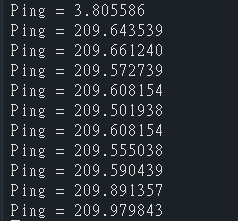 Ping = 3.805586
Ping = 209.643539
Ping = 209.661240
Ping = 209.572739
Ping = 209.608154
Ping = 209.501938
Ping = 209.608154
Ping = 209.555038
Ping = 209.590439
Ping = 209.891357
Ping = 209.979843